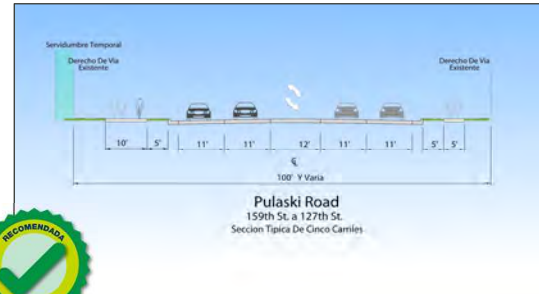 Servidumbre Temporal
Derecho De Via
Existente
Derecho De Via
Existente
10' 5' 11' 11' 12' 11' 11' 5' 5'
℄
100' Y Varia
Pulaski Road
159th St. a 127th St.
Seccion Tipica De Cinco Carriles
RECOMENDADA